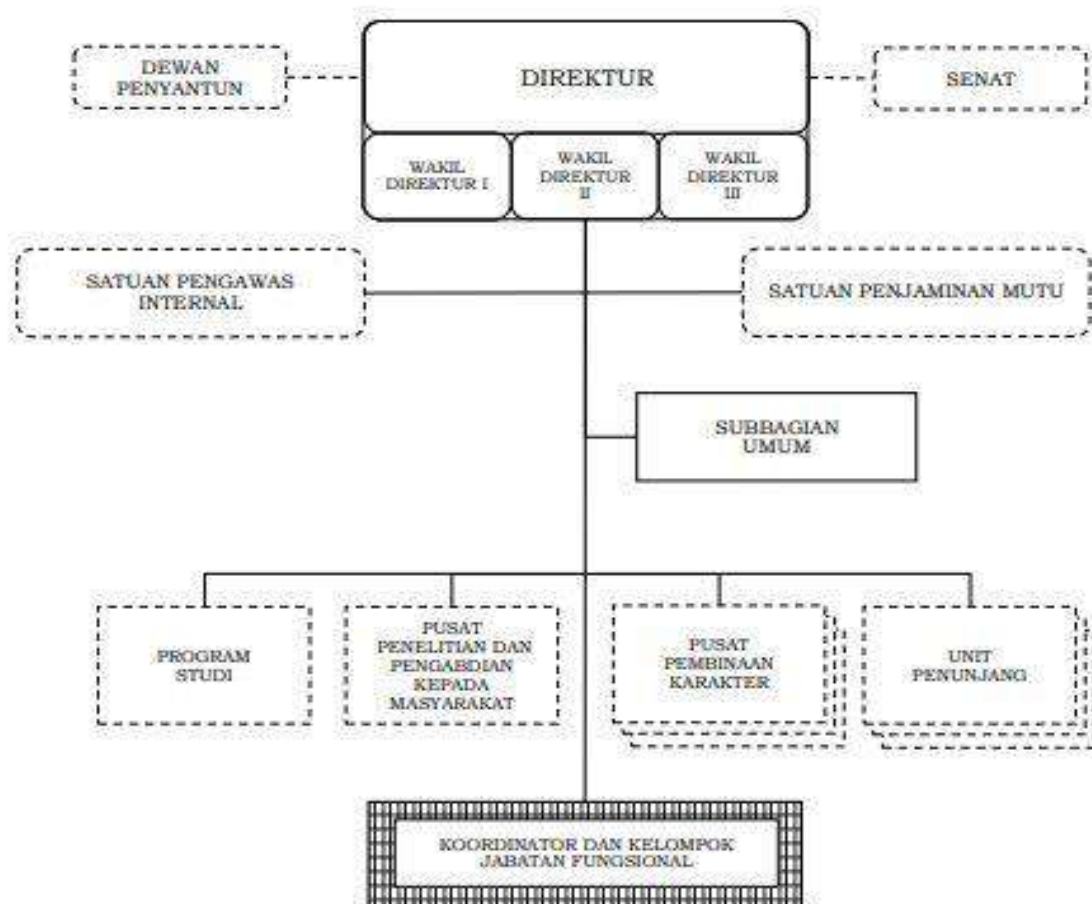 DEWAN
PENYANTUN
DIREKTUR
SENAT
WAKIL
DIREKTUR I
WAKIL
DIREKTUR
II
WAKIL
DIREKTUR
III
SATUAN PENGAWAS
INTERNAL
SATUAN PENJAMINAN MUTU
SUBBAGIAN
UMUM
PROGRAM
STUDI
PUSAT
PENELITIAN DAN
PENGABDIAN
KEPADA
MASYARAKAT
PUSAT
PEMBINAAN
KARAKTER
UNIT
PENUNJANG
KOORDINATOR DAN KELOMPOK
JABATAN FUNGSIONAL